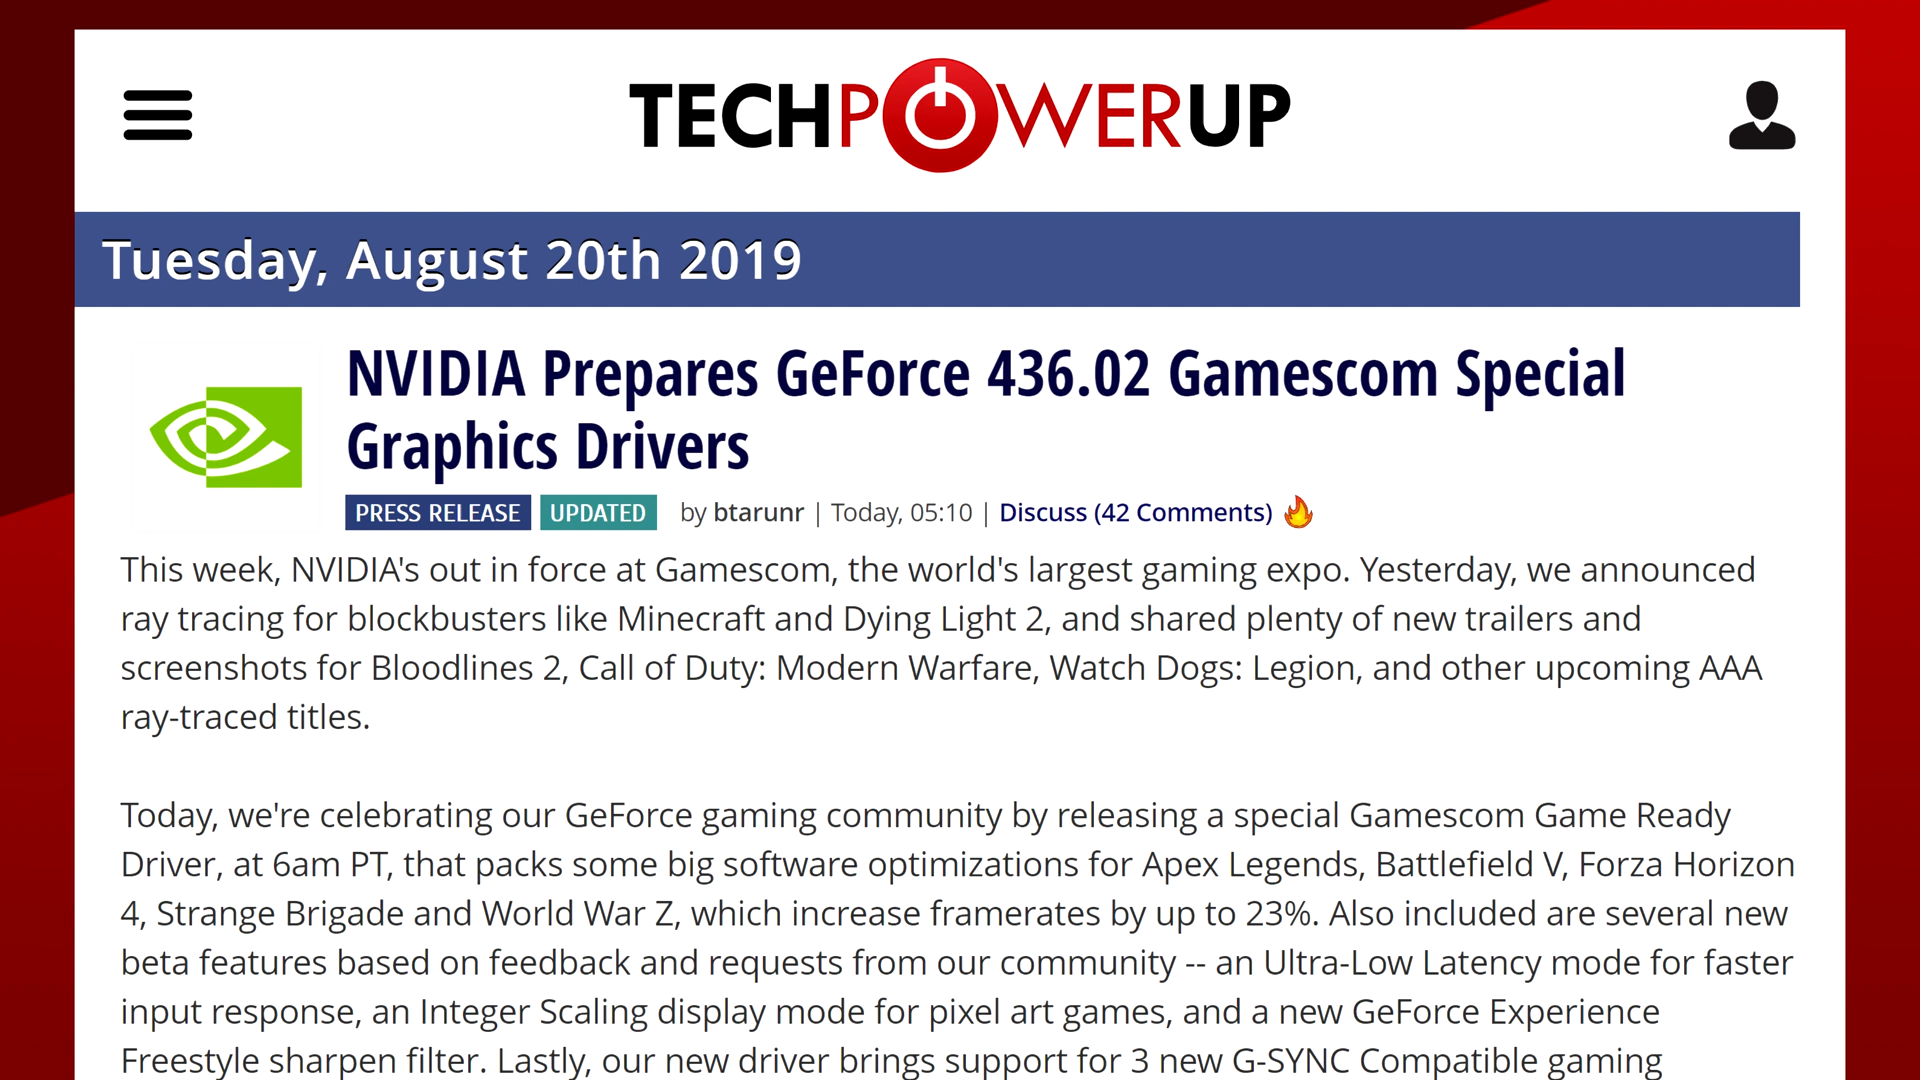 TECHPOWERUP
Tuesday, August 20th 2019
NVIDIA Prepares GeForce 436.02 Gamescom Special
Graphics Drivers
PRESS RELEASE UPDATED by btarunr | Today, 05:10 | Discuss (42 Comments)
This week, NVIDIA's out in force at Gamescom, the world's largest gaming expo. Yesterday, we announced
ray tracing for blockbusters like Minecraft and Dying Light 2, and shared plenty of new trailers and
screenshots for Bloodlines 2, Call of Duty: Modern Warfare, Watch Dogs: Legion, and other upcoming AAA
ray-traced titles.
Today, we're celebrating our GeForce gaming community by releasing a special Gamescom Game Ready
Driver, at 6am PT, that packs some big software optimizations for Apex Legends, Battlefield V, Forza Horizon
4, Strange Brigade and World War Z, which increase framerates by up to 23%. Also included are several new
beta features based on feedback and requests from our community -- an Ultra-Low Latency mode for faster
input response, an Integer Scaling display mode for pixel art games, and a new GeForce Experience
Freestyle sharpen filter. Lastly, our new driver brings support for 3 new G-SYNC Compatible gaming